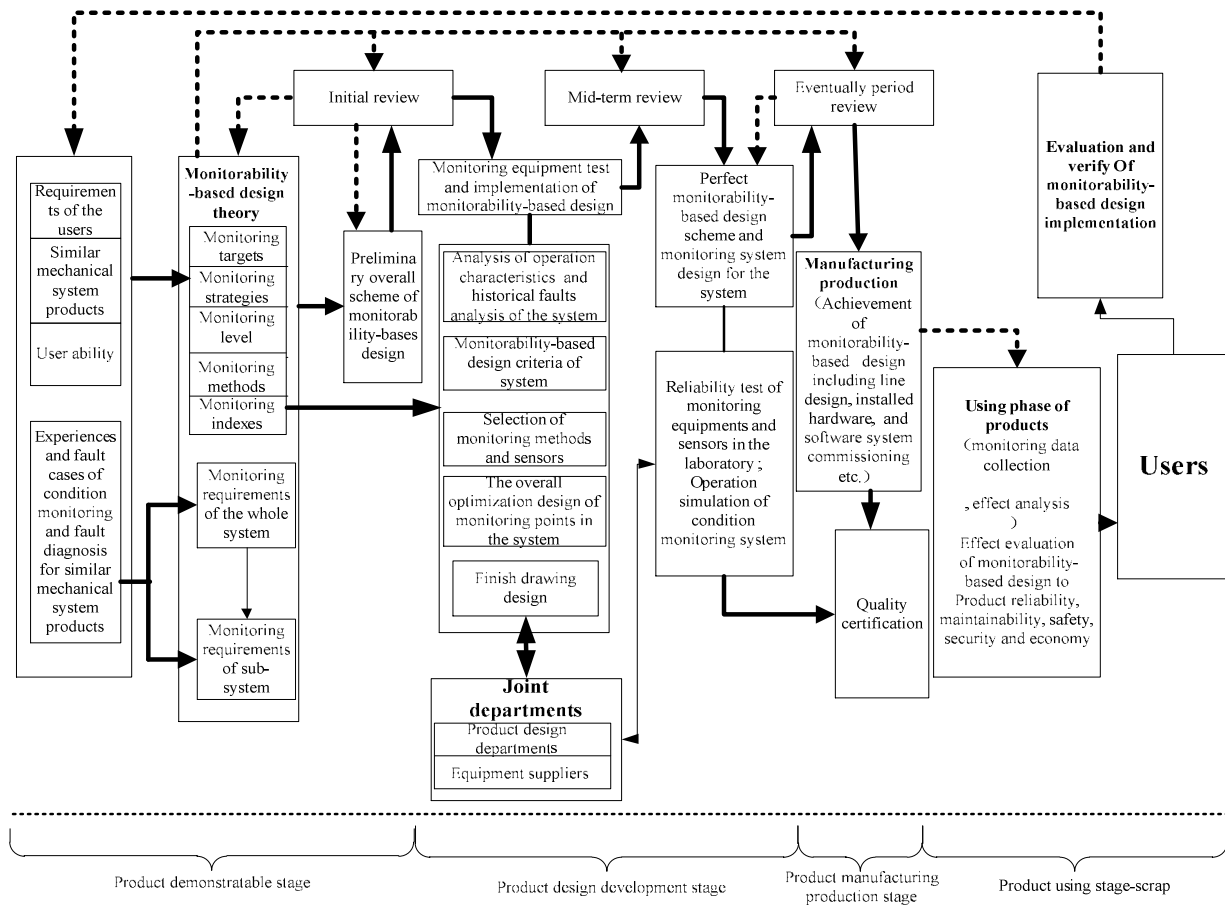 Initial review
Mid-term review
Eventually period
review
Evaluation and
verify Of
monitorability-
based design
implementation
Requiremen
ts of the
users
Similar
mechanical
system
products
User ability
Experiences
and fault
cases of
condition
monitoring
and fault
diagnosis
for similar
mechanical
system
products
Monitorability
-based design
theory
Monitoring
targets
Monitoring
strategies
Monitoring
level
Monitoring
methods
Monitoring
indexes
Monitoring
requirements
of the whole
system
Monitoring
requirements
of sub-
system
Prelimina
ry overall
scheme of
monitorab
ility-bases
design
Monitoring equipment test
and implementation of
monitorability-based design
Analysis of operation
characteristics and
historical faults
analysis of the system
Monitorability-based
design criteria of
system
Selection of
monitoring methods
and sensors
The overall
optimization design of
monitoring points in
the system
Finish drawing
design
Joint
departments
Product design
departments
Equipment suppliers
Perfect
monitorability-
based design
scheme and
monitoring system
design for the
system
Reliability test of
monitoring
equipments and
sensors in the
laboratory ;
Operation
simulation of
condition
monitoring system
Manufacturing
production
(Achievement of
monitorability-
based design
including line
design, installed
hardware, and
software system
commissioning
etc.)
Quality
certification
Using phase of
products
(monitoring data
collection
, effect analysis
)
Effect evaluation
of monitorability-
based design to
Product reliability,
maintainability, safety,
security and economy
Users
Product demonstratable stage
Product design development stage
Product manufacturing
production stage
Product using stage-scrap